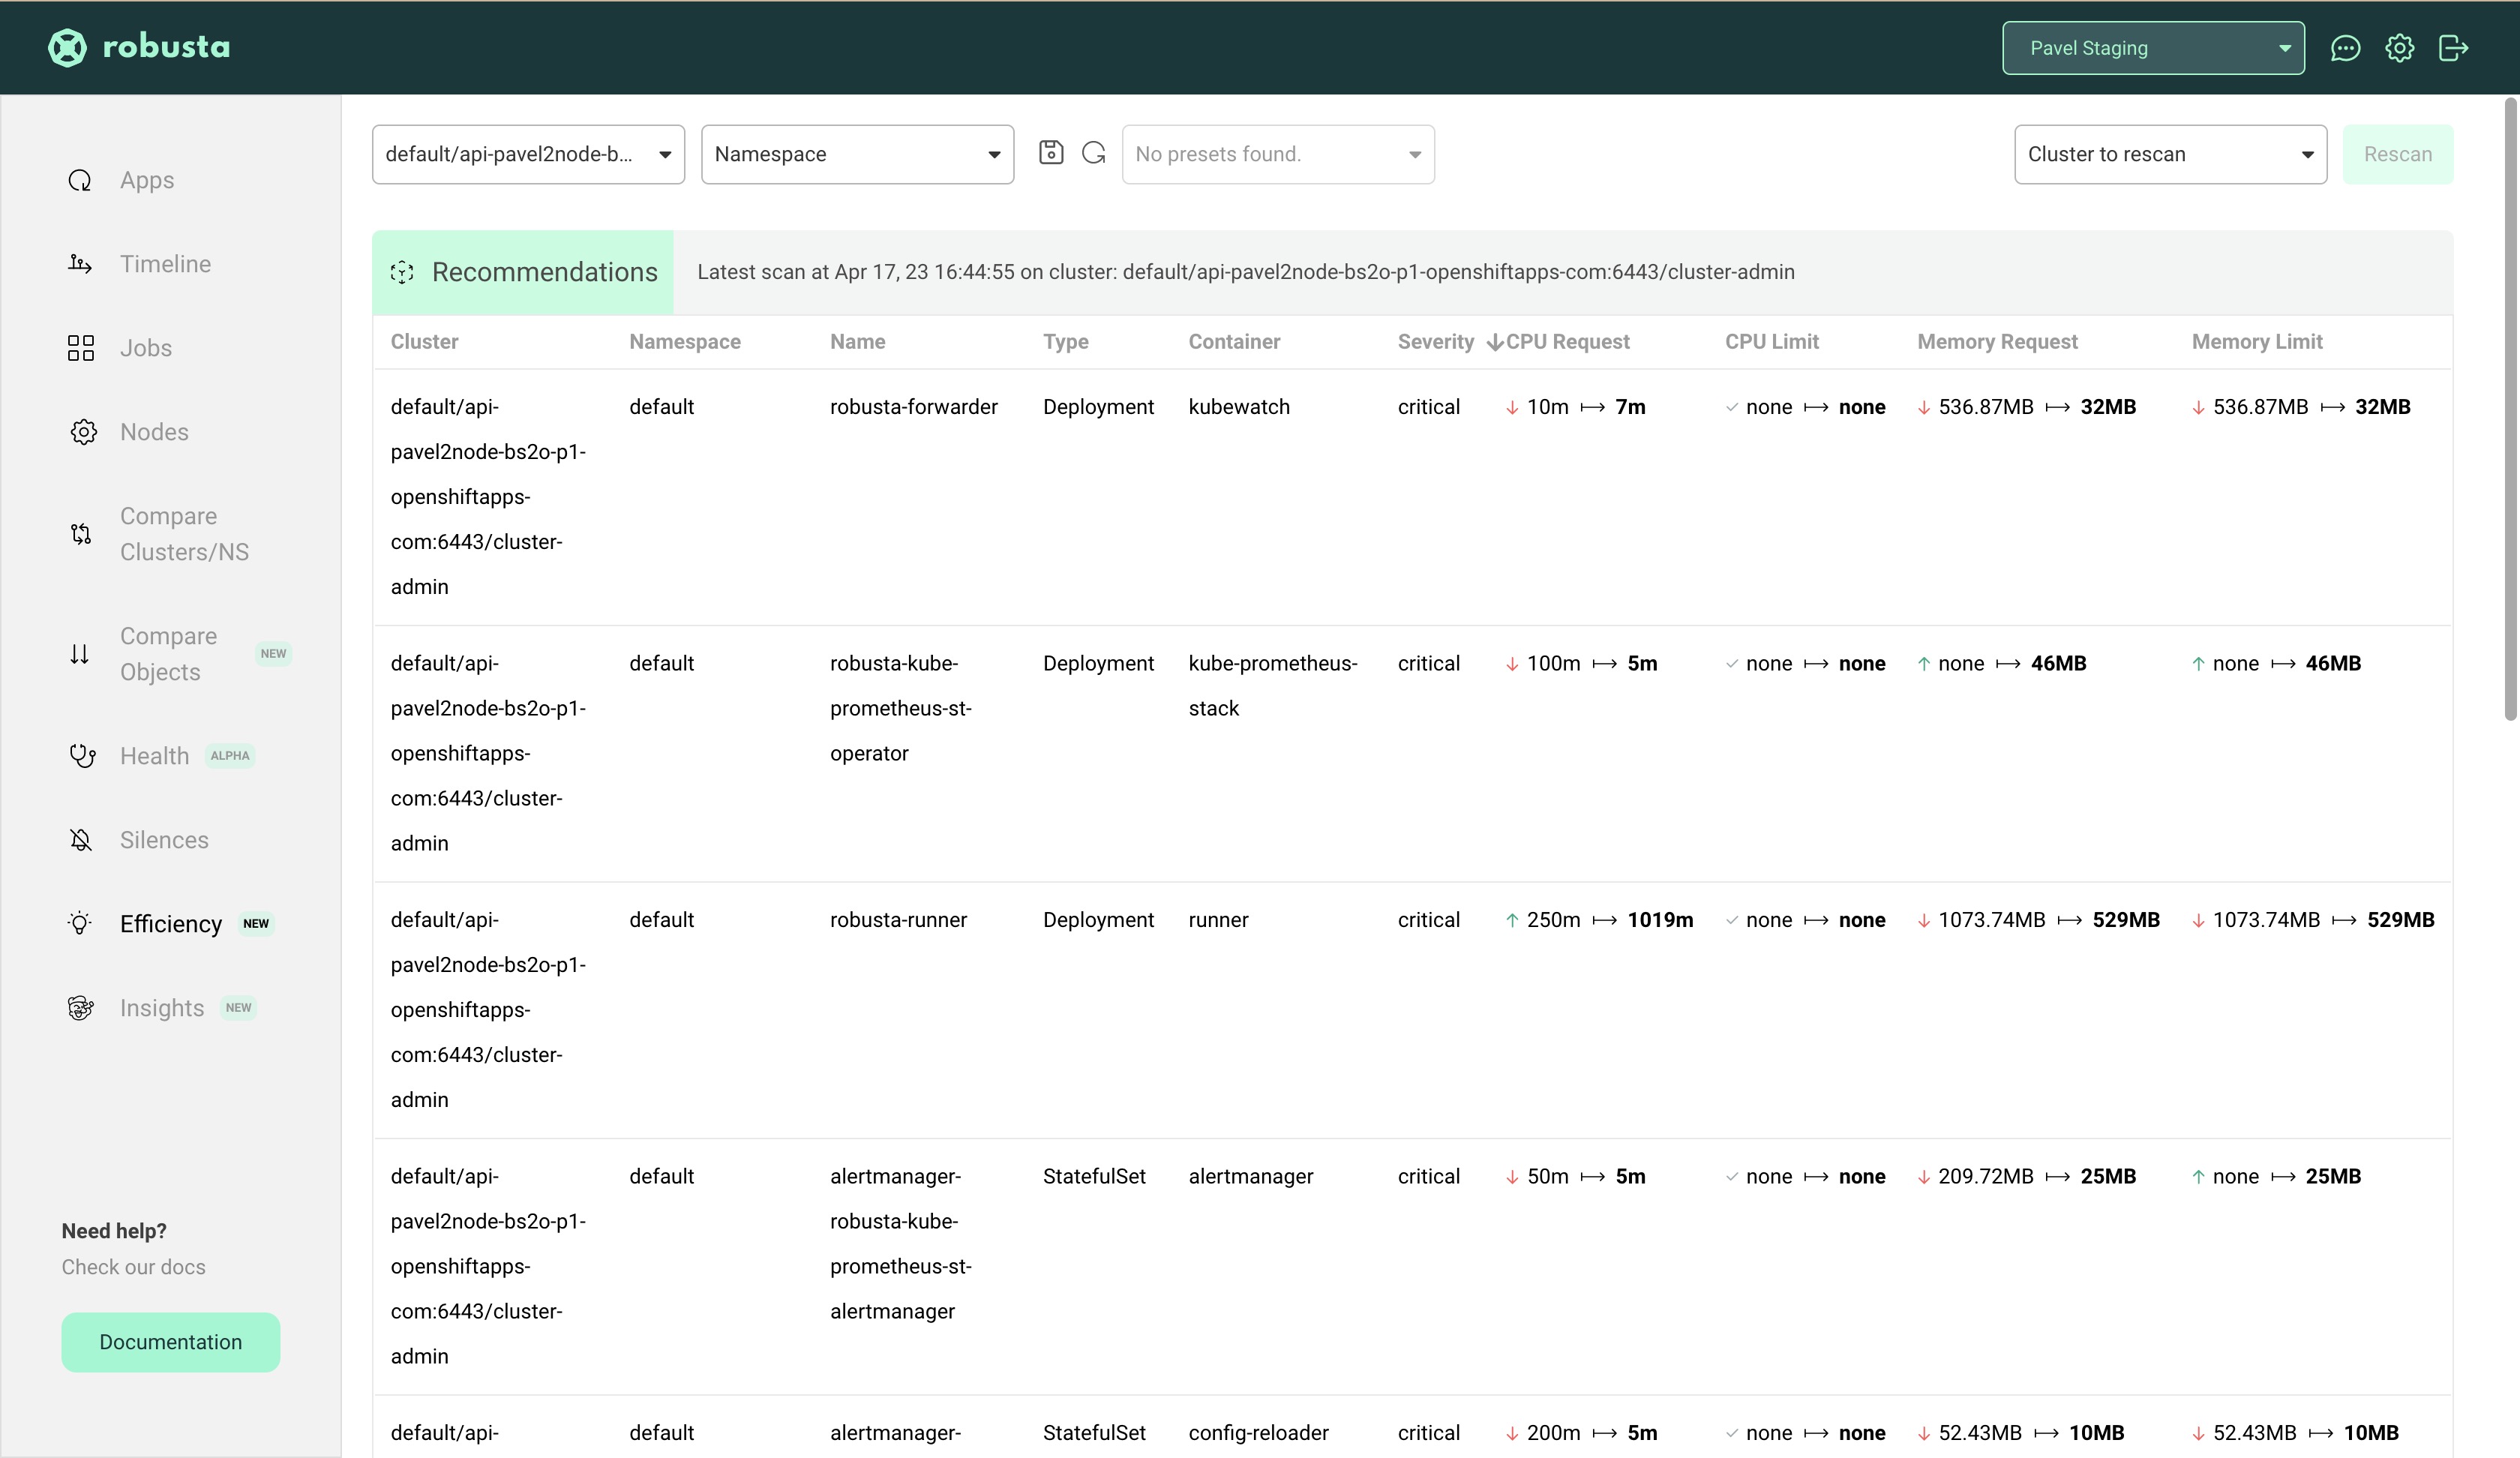 robusta
Pavel Staging
Apps
Timeline
Jobs
Nodes
Compare
Clusters/NS
Compare
Objects
NEW
Health ALPHA
Silences
Efficiency NEW
Insights NEW
Need help?
Check our docs
Documentation
default/api-pavel2node-b...
Namespace
No presets found.
Cluster to rescan
Rescan
Recommendations
Latest scan at Apr 17, 23 16:44:55 on cluster: default/api-pavel2node-bs2o-p1-openshiftapps-com:6443/cluster-admin
Cluster Namespace Name Type Container Severity ↓ CPU Request CPU Limit Memory Request Memory Limit
default/api- default robusta-forwarder Deployment kubewatch critical ↓ 10m ↦ 7m ✓ none ↦ none ↓ 536.87MB ↦ 32MB ↓ 536.87MB ↦ 32MB
pavel2node-bs2o-p1-
openshiftapps-
com:6443/cluster-
admin
default/api- default robusta-kube- Deployment kube-prometheus- critical ↓ 100m ↦ 5m ✓ none ↦ none ↑ none ↦ 46MB ↑ none ↦ 46MB
pavel2node-bs2o-p1- prometheus-st- stack
openshiftapps- operator
com:6443/cluster-
admin
default/api- default robusta-runner Deployment runner critical ↑ 250m ↦ 1019m ✓ none ↦ none ↓ 1073.74MB ↦ 529MB ↓ 1073.74MB ↦ 529MB
pavel2node-bs2o-p1-
openshiftapps-
com:6443/cluster-
admin
default/api- default alertmanager- StatefulSet alertmanager critical ↓ 50m ↦ 5m ✓ none ↦ none ↓ 209.72MB ↦ 25MB ↑ none ↦ 25MB
pavel2node-bs2o-p1- robusta-kube-
openshiftapps- prometheus-st-
com:6443/cluster- alertmanager
admin
default/api- default alertmanager- StatefulSet config-reloader critical ↓ 200m ↦ 5m ✓ none ↦ none ↓ 52.43MB ↦ 10MB ↓ 52.43MB ↦ 10MB